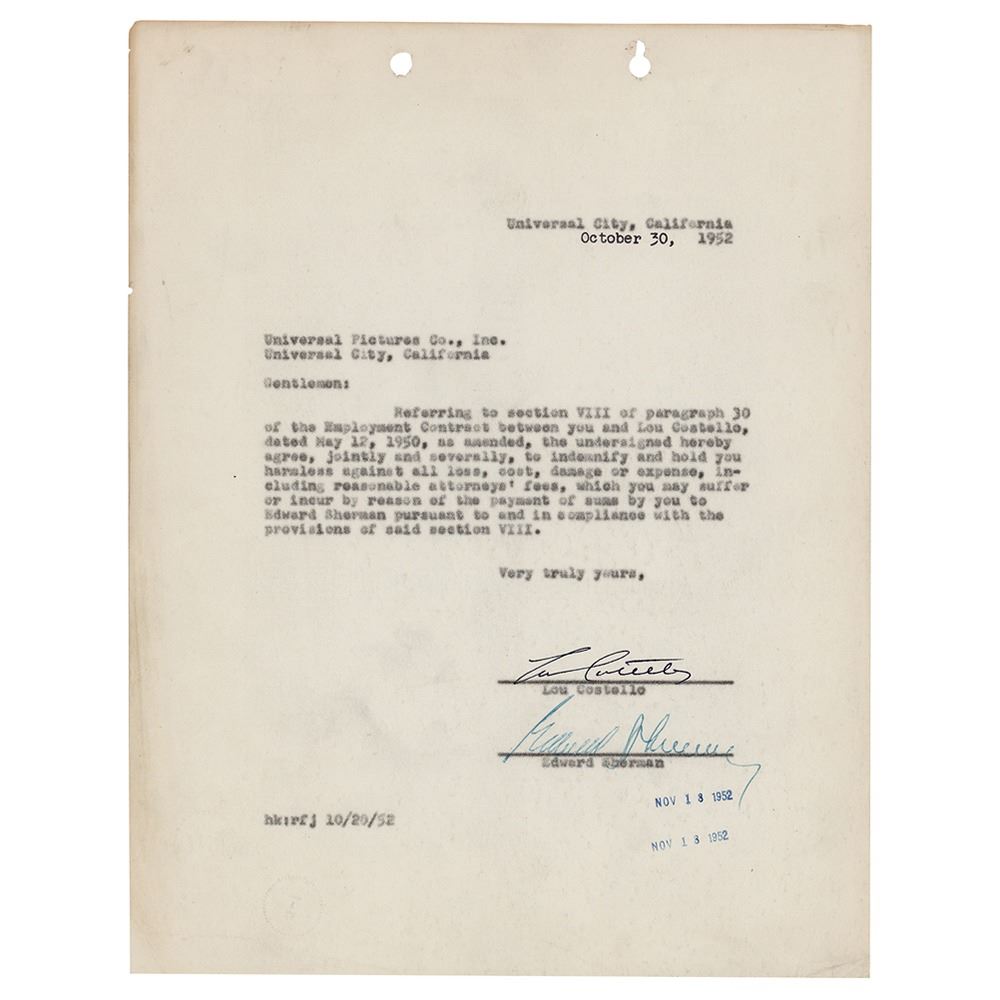 Universal City, California
October 30, 1952
Universal Pictures Co., Inc.
Universal City, California
Gentlemen:
Referring to section VIII of paragraph 30
of the Employment Contract between you and Lou Costello,
dated May 12, 1950, as amended, the undersigned hereby
agree, jointly and severally, to indemnify and hold you
harmless against all loss, cost, damage or expense, in-
cluding reasonable attorneys' fees, which you may suffer
or incur by reason of the payment of sums by you to
Edward Sherman pursuant to and in compliance with the
provisions of said section VIII.
Very truly yours,
Lou Costello
Lou Costello
Edward Sherman
Edward Sherman
NOV 13 1952
hk:rfj 10/20/52
NOV 13 1952